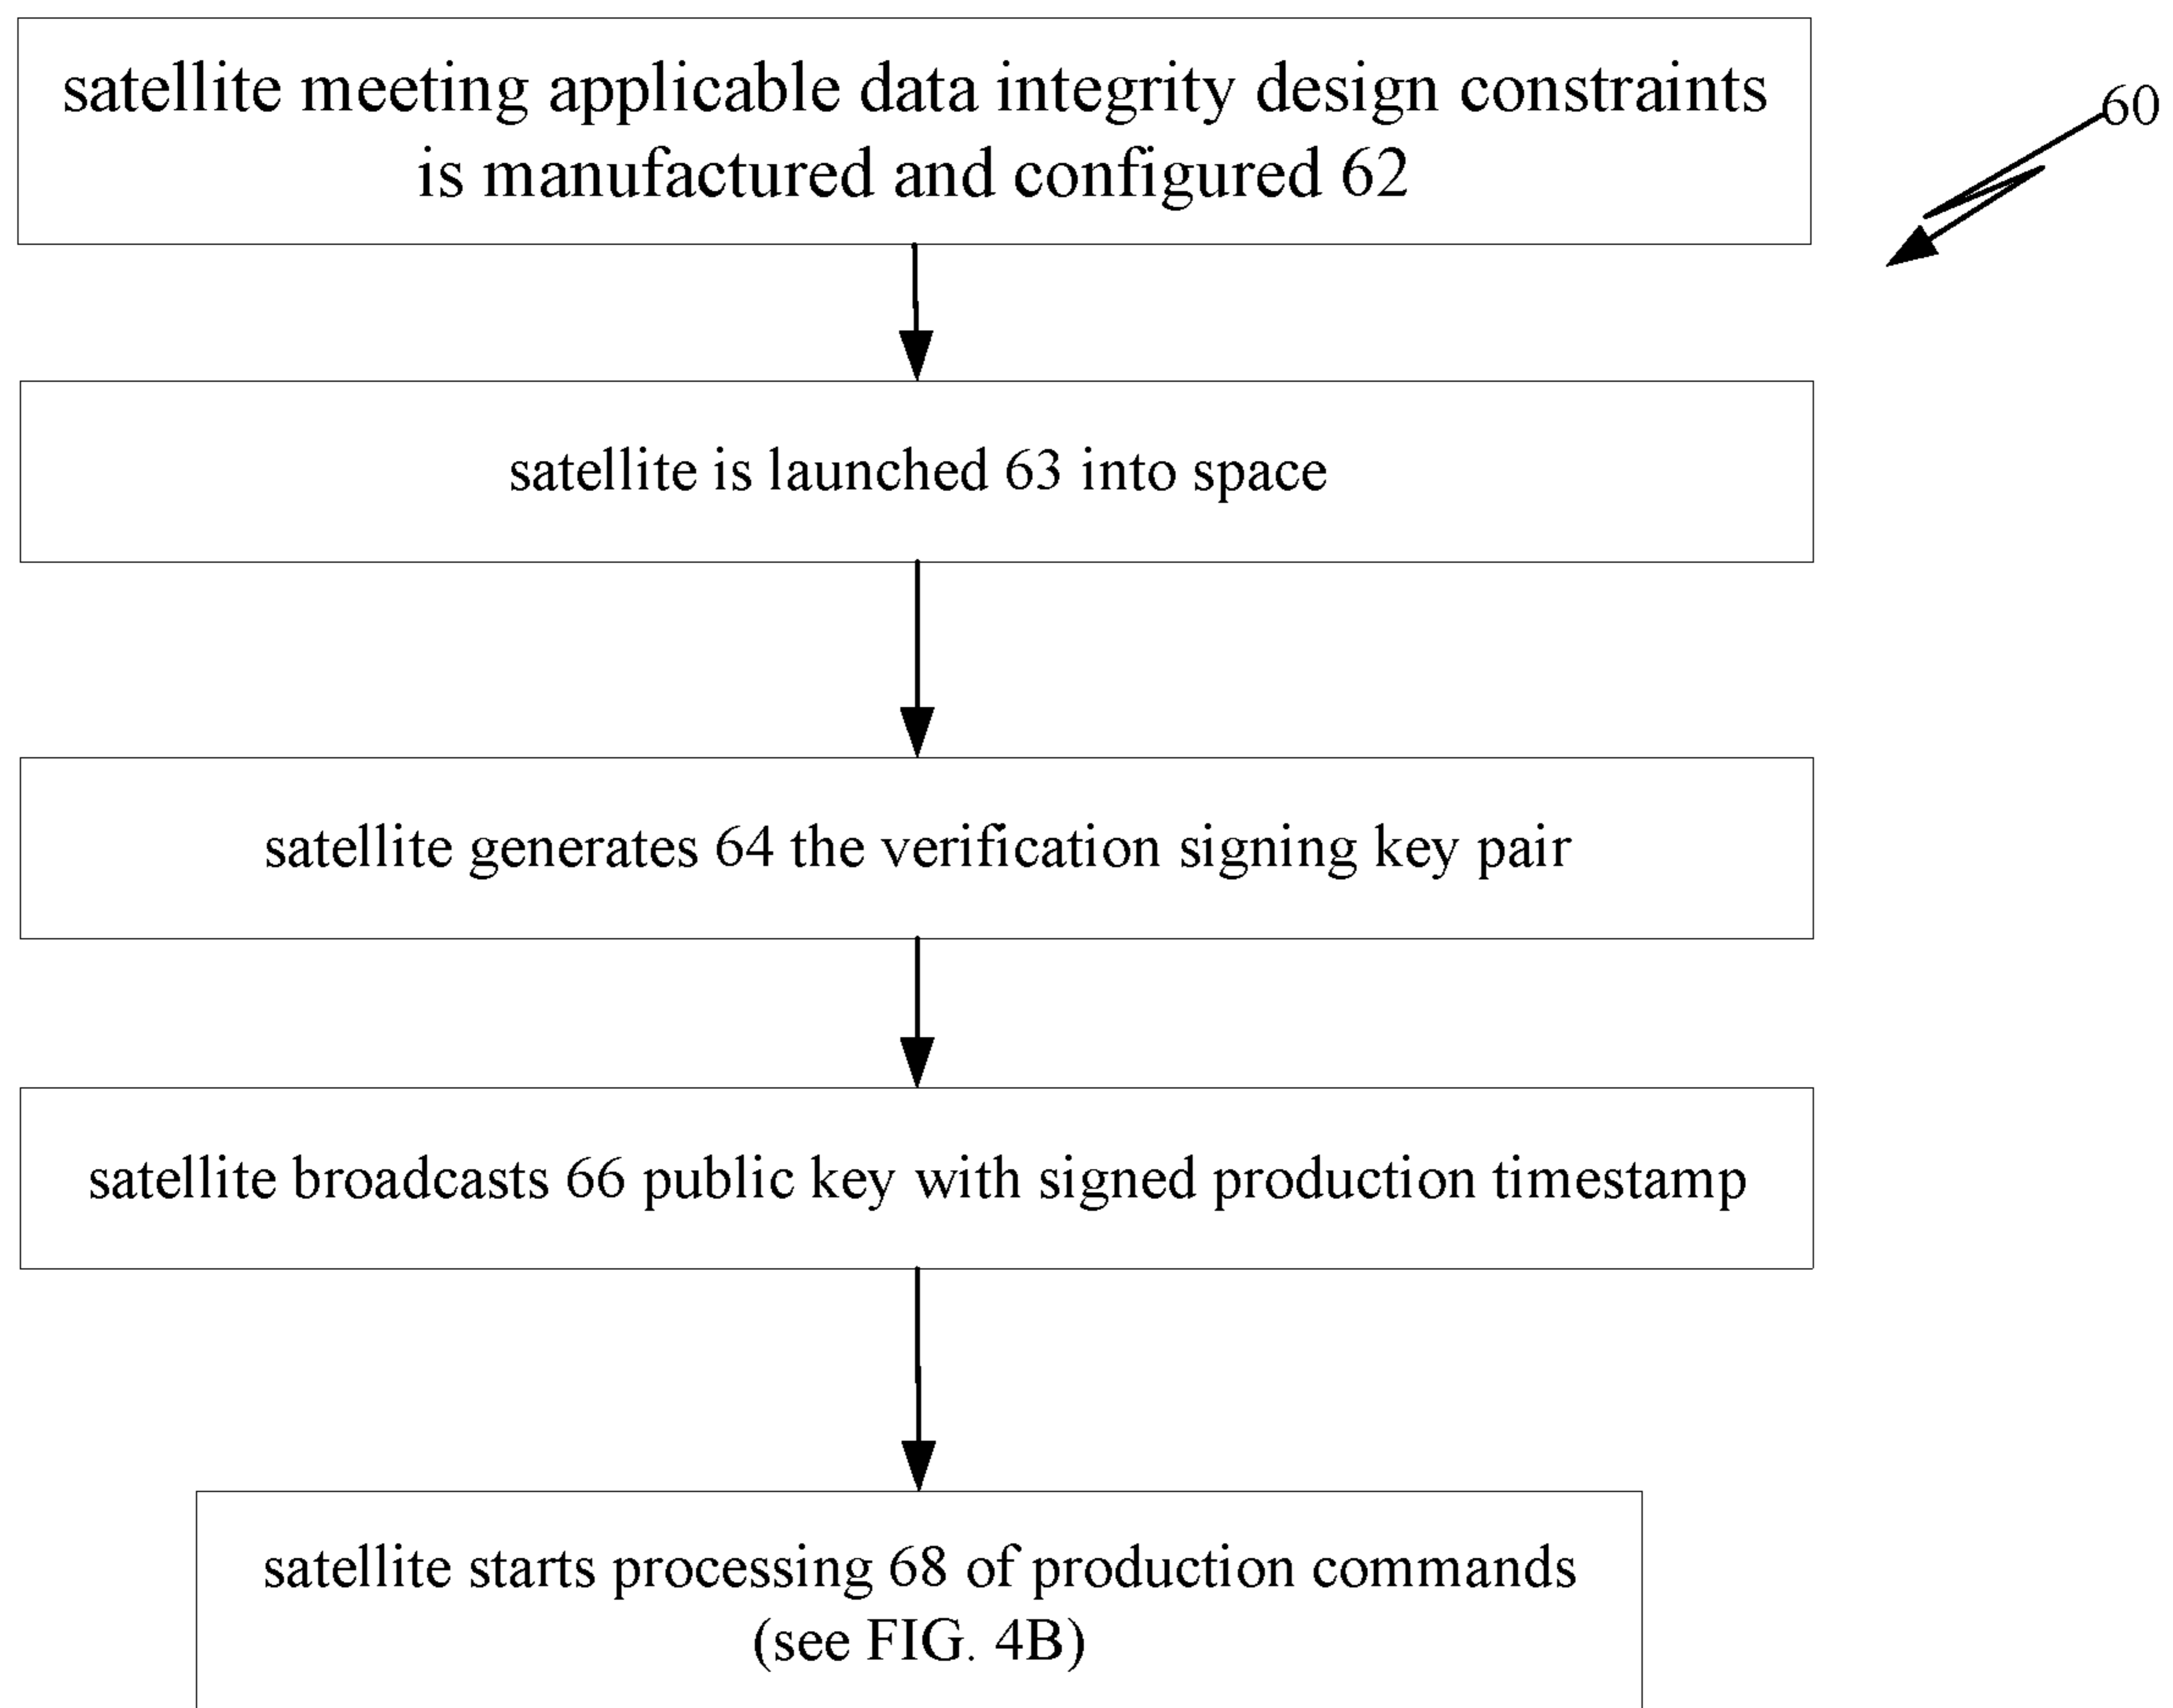 satellite meeting applicable data integrity design constraints
is manufactured and configured 62
60
satellite is launched 63 into space
satellite generates 64 the verification signing key pair
satellite broadcasts 66 public key with signed production timestamp
satellite starts processing 68 of production commands
(see FIG. 4B)